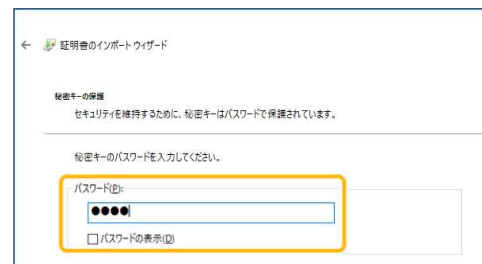 ← 証明書のインポート ウィザード
秘密キーの保護
セキュリティを維持するために、秘密キーはパスワードで保護されています。
秘密キーのパスワードを入力してください。
パスワード(P):
●●●●
□パスワードの表示(D)